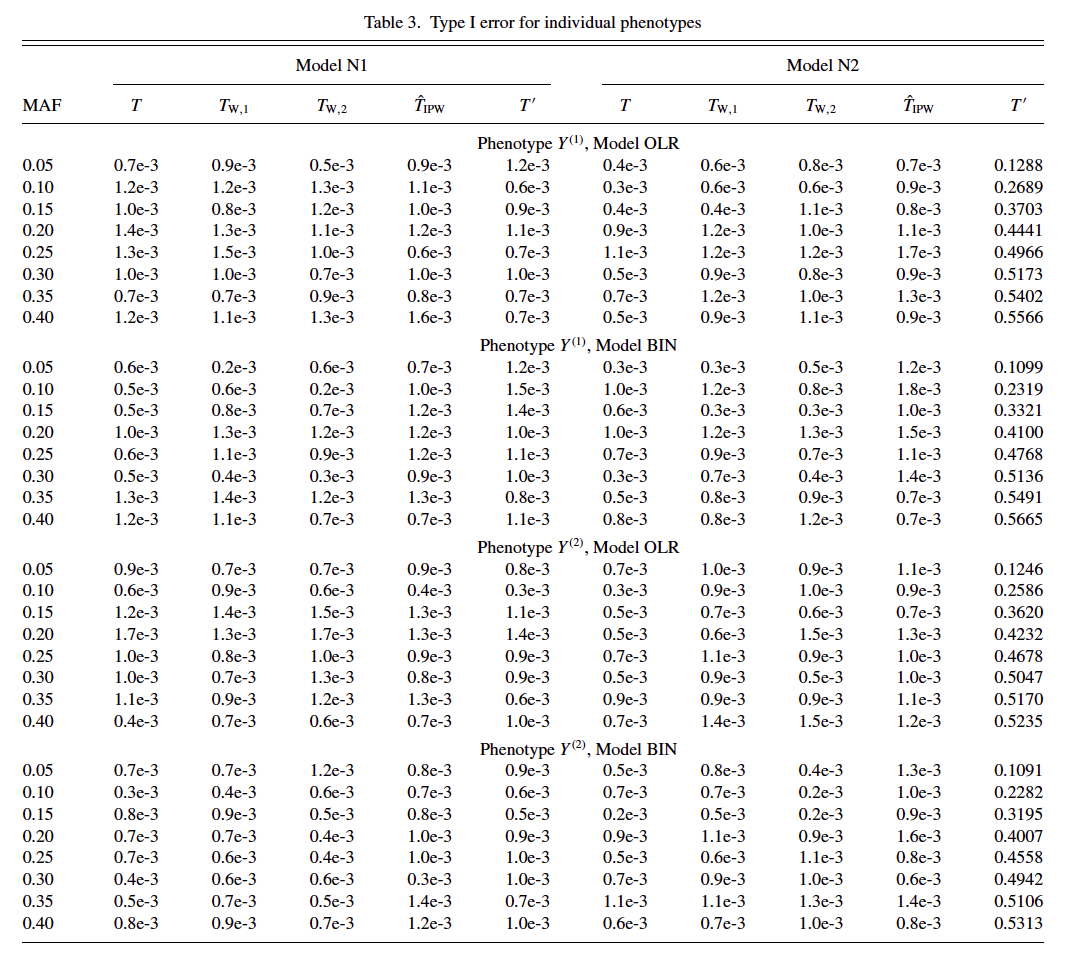 Table 3. Type I error for individual phenotypes
Model N1 Model N2
MAF T T_W,1 T_W,2 T̂_IPW T′ T T_W,1 T_W,2 T̂_IPW T′
Phenotype Y^(1), Model OLR
0.05 0.7e-3 0.9e-3 0.5e-3 0.9e-3 1.2e-3 0.4e-3 0.6e-3 0.8e-3 0.7e-3 0.1288
0.10 1.2e-3 1.2e-3 1.3e-3 1.1e-3 0.6e-3 0.3e-3 0.6e-3 0.6e-3 0.9e-3 0.2689
0.15 1.0e-3 0.8e-3 1.2e-3 1.0e-3 0.9e-3 0.4e-3 0.4e-3 1.1e-3 0.8e-3 0.3703
0.20 1.4e-3 1.3e-3 1.1e-3 1.2e-3 1.1e-3 0.9e-3 1.2e-3 1.0e-3 1.1e-3 0.4441
0.25 1.3e-3 1.5e-3 1.0e-3 0.6e-3 0.7e-3 1.1e-3 1.2e-3 1.2e-3 1.7e-3 0.4966
0.30 1.0e-3 1.0e-3 0.7e-3 1.0e-3 1.0e-3 0.5e-3 0.9e-3 0.8e-3 0.9e-3 0.5173
0.35 0.7e-3 0.7e-3 0.9e-3 0.8e-3 0.7e-3 0.7e-3 1.2e-3 1.0e-3 1.3e-3 0.5402
0.40 1.2e-3 1.1e-3 1.3e-3 1.6e-3 0.7e-3 0.5e-3 0.9e-3 1.1e-3 0.9e-3 0.5566
Phenotype Y^(1), Model BIN
0.05 0.6e-3 0.2e-3 0.6e-3 0.7e-3 1.2e-3 0.3e-3 0.3e-3 0.5e-3 1.2e-3 0.1099
0.10 0.5e-3 0.6e-3 0.2e-3 1.0e-3 1.5e-3 1.0e-3 1.2e-3 0.8e-3 1.8e-3 0.2319
0.15 0.5e-3 0.8e-3 0.7e-3 1.2e-3 1.4e-3 0.6e-3 0.3e-3 0.3e-3 1.0e-3 0.3321
0.20 1.0e-3 1.3e-3 1.2e-3 1.2e-3 1.0e-3 1.0e-3 1.2e-3 1.3e-3 1.5e-3 0.4100
0.25 0.6e-3 1.1e-3 0.9e-3 1.2e-3 1.1e-3 0.7e-3 0.9e-3 0.7e-3 1.1e-3 0.4768
0.30 0.5e-3 0.4e-3 0.3e-3 0.9e-3 1.0e-3 0.3e-3 0.7e-3 0.4e-3 1.4e-3 0.5136
0.35 1.3e-3 1.4e-3 1.2e-3 1.3e-3 0.8e-3 0.5e-3 0.8e-3 0.9e-3 0.7e-3 0.5491
0.40 1.2e-3 1.1e-3 0.7e-3 0.7e-3 1.1e-3 0.8e-3 0.8e-3 1.2e-3 0.7e-3 0.5665
Phenotype Y^(2), Model OLR
0.05 0.9e-3 0.7e-3 0.7e-3 0.9e-3 0.8e-3 0.7e-3 1.0e-3 0.9e-3 1.1e-3 0.1246
0.10 0.6e-3 0.9e-3 0.6e-3 0.4e-3 0.3e-3 0.3e-3 0.9e-3 1.0e-3 0.9e-3 0.2586
0.15 1.2e-3 1.4e-3 1.5e-3 1.3e-3 1.1e-3 0.5e-3 0.7e-3 0.6e-3 0.7e-3 0.3620
0.20 1.7e-3 1.3e-3 1.7e-3 1.3e-3 1.4e-3 0.5e-3 0.6e-3 1.5e-3 1.3e-3 0.4232
0.25 1.0e-3 0.8e-3 1.0e-3 0.9e-3 0.9e-3 0.7e-3 1.1e-3 0.9e-3 1.0e-3 0.4678
0.30 1.0e-3 0.7e-3 1.3e-3 0.8e-3 0.9e-3 0.5e-3 0.9e-3 0.5e-3 1.0e-3 0.5047
0.35 1.1e-3 0.9e-3 1.2e-3 1.3e-3 0.6e-3 0.9e-3 0.9e-3 0.9e-3 1.1e-3 0.5170
0.40 0.4e-3 0.7e-3 0.6e-3 0.7e-3 1.0e-3 0.7e-3 1.4e-3 1.5e-3 1.2e-3 0.5235
Phenotype Y^(2), Model BIN
0.05 0.7e-3 0.7e-3 1.2e-3 0.8e-3 0.9e-3 0.5e-3 0.8e-3 0.4e-3 1.3e-3 0.1091
0.10 0.3e-3 0.4e-3 0.6e-3 0.7e-3 0.6e-3 0.7e-3 0.7e-3 0.2e-3 1.0e-3 0.2282
0.15 0.8e-3 0.9e-3 0.5e-3 0.8e-3 0.5e-3 0.2e-3 0.5e-3 0.2e-3 0.9e-3 0.3195
0.20 0.7e-3 0.7e-3 0.4e-3 1.0e-3 0.9e-3 0.9e-3 1.1e-3 0.9e-3 1.6e-3 0.4007
0.25 0.7e-3 0.6e-3 0.4e-3 1.0e-3 1.0e-3 0.5e-3 0.6e-3 1.1e-3 0.8e-3 0.4558
0.30 0.4e-3 0.6e-3 0.6e-3 0.3e-3 1.0e-3 0.7e-3 0.9e-3 1.0e-3 0.6e-3 0.4942
0.35 0.5e-3 0.7e-3 0.5e-3 1.4e-3 0.7e-3 1.1e-3 1.1e-3 1.3e-3 1.4e-3 0.5106
0.40 0.8e-3 0.9e-3 0.7e-3 1.2e-3 1.0e-3 0.6e-3 0.7e-3 1.0e-3 0.8e-3 0.5313